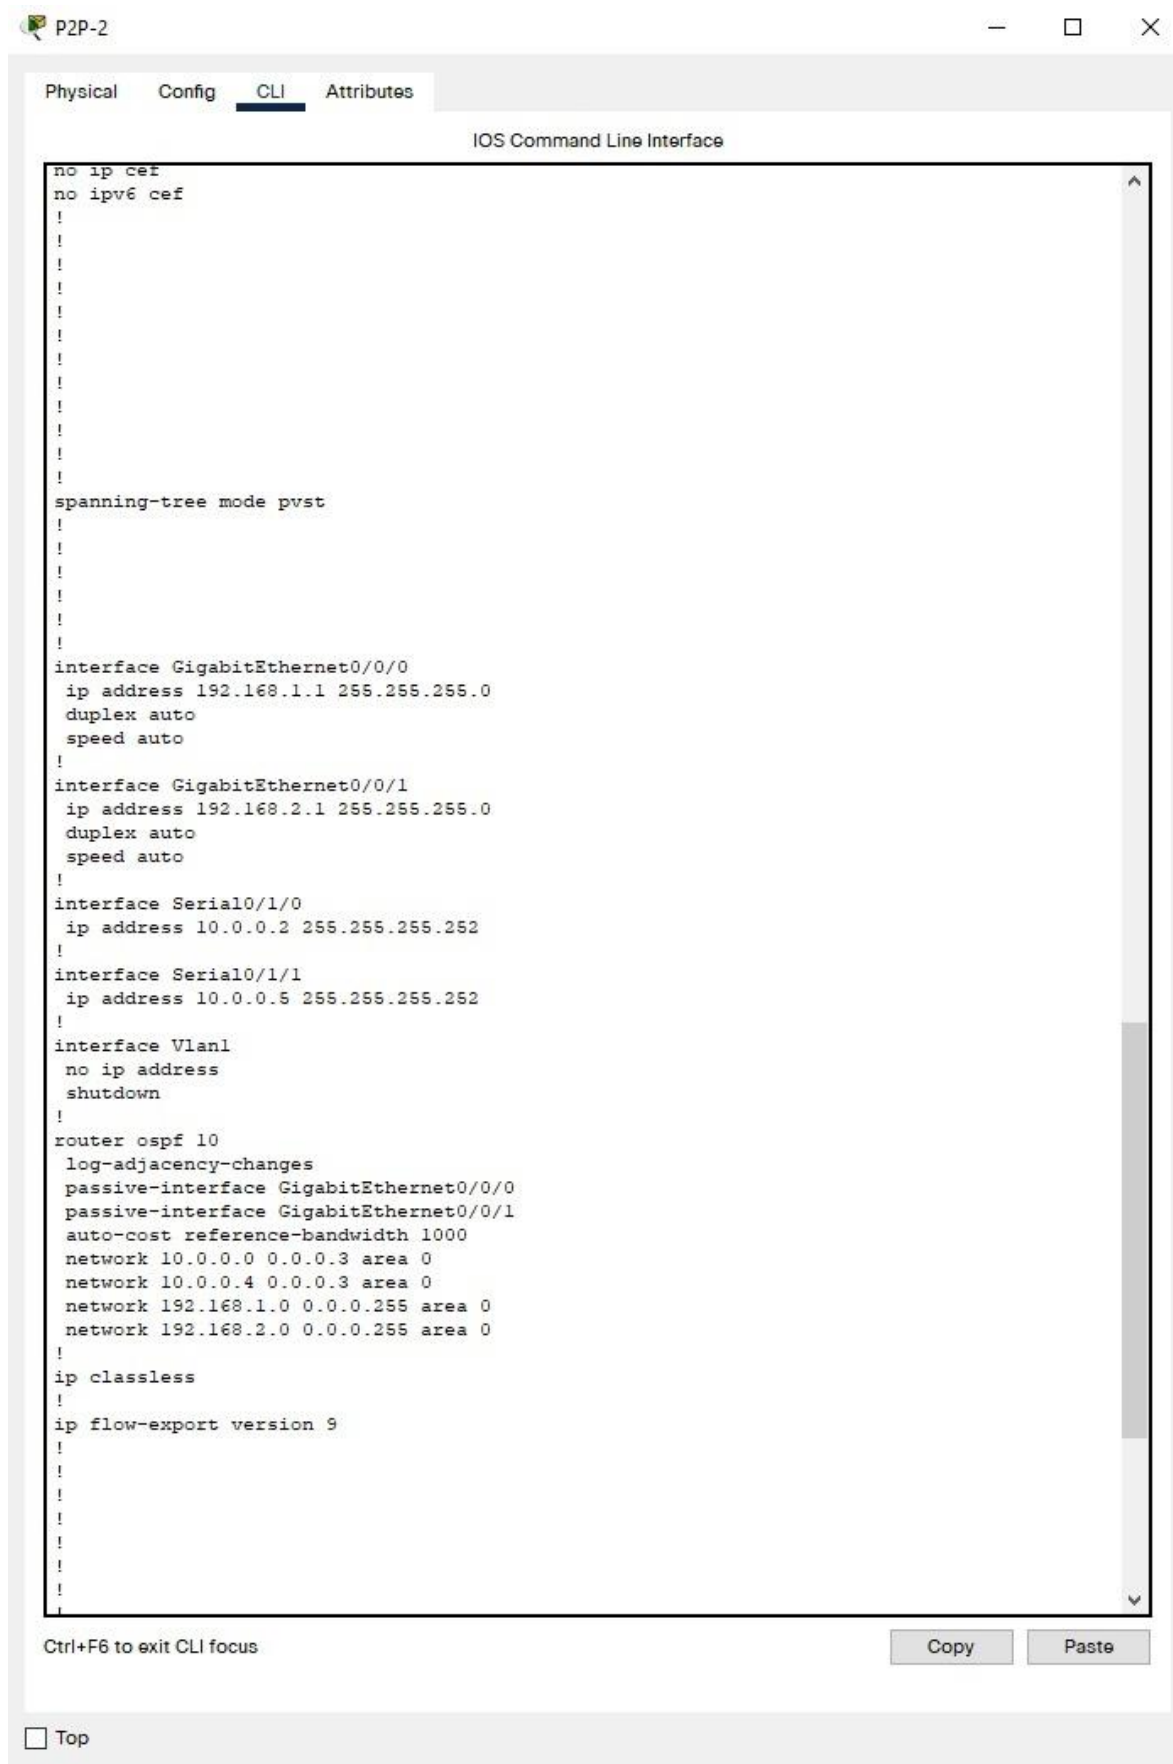 P2P-2
Physical Config CLI Attributes
IOS Command Line Interface
no ip cef
no ipv6 cef
!
!
!
!
!
!
!
!
!
!
!
!
spanning-tree mode pvst
!
!
!
!
!
!
interface GigabitEthernet0/0/0
 ip address 192.168.1.1 255.255.255.0
 duplex auto
 speed auto
!
interface GigabitEthernet0/0/1
 ip address 192.168.2.1 255.255.255.0
 duplex auto
 speed auto
!
interface Serial0/1/0
 ip address 10.0.0.2 255.255.255.252
!
interface Serial0/1/1
 ip address 10.0.0.5 255.255.255.252
!
interface Vlan1
 no ip address
 shutdown
!
router ospf 10
 log-adjacency-changes
 passive-interface GigabitEthernet0/0/0
 passive-interface GigabitEthernet0/0/1
 auto-cost reference-bandwidth 1000
 network 10.0.0.0 0.0.0.3 area 0
 network 10.0.0.4 0.0.0.3 area 0
 network 192.168.1.0 0.0.0.255 area 0
 network 192.168.2.0 0.0.0.255 area 0
!
ip classless
!
ip flow-export version 9
!
!
!
!
!
!
!
!
Ctrl+F6 to exit CLI focus
Copy Paste
Top